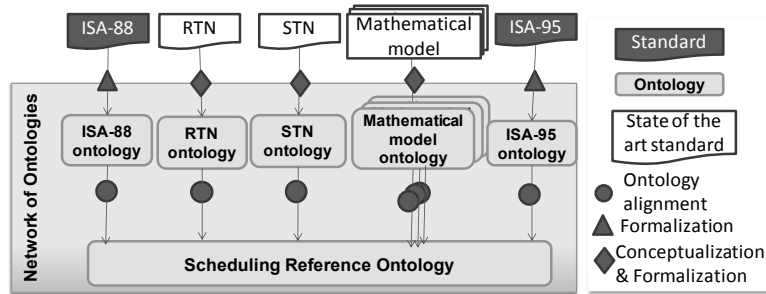 ISA-88
RTN
STN
Mathematical
model
ISA-95
Network of Ontologies
ISA-88
ontology
RTN
ontology
STN
ontology
Mathematical
model
ontology
ISA-95
ontology
Scheduling Reference Ontology
Standard
Ontology
State of the
art standard
Ontology
alignment
Formalization
Conceptualization
& Formalization